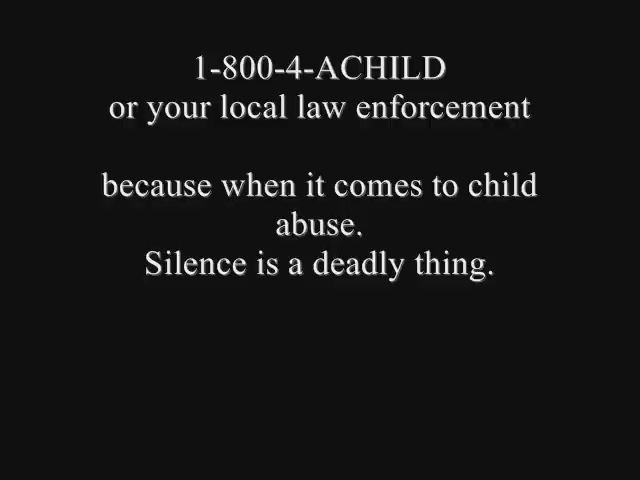 1-800-4-ACHILD
or your local law enforcement
because when it comes to child
abuse.
Silence is a deadly thing.